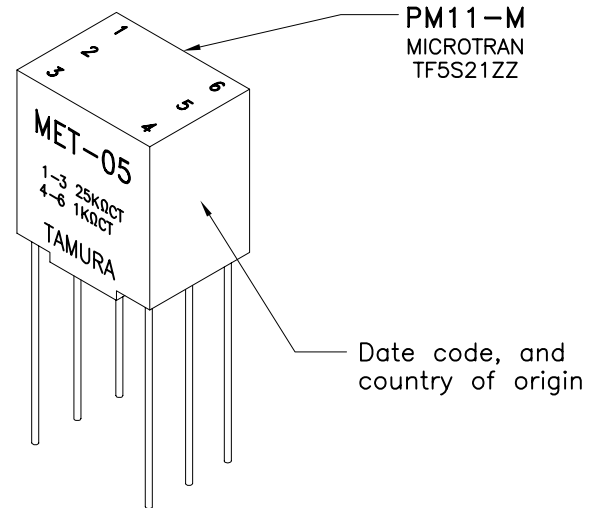 PM11-M
MICROTRAN
TF5S21ZZ
1
2
3
6
5
4
MET-05
1-3 25KΩCT
4-6 1KΩCT
TAMURA
Date code, and
country of origin